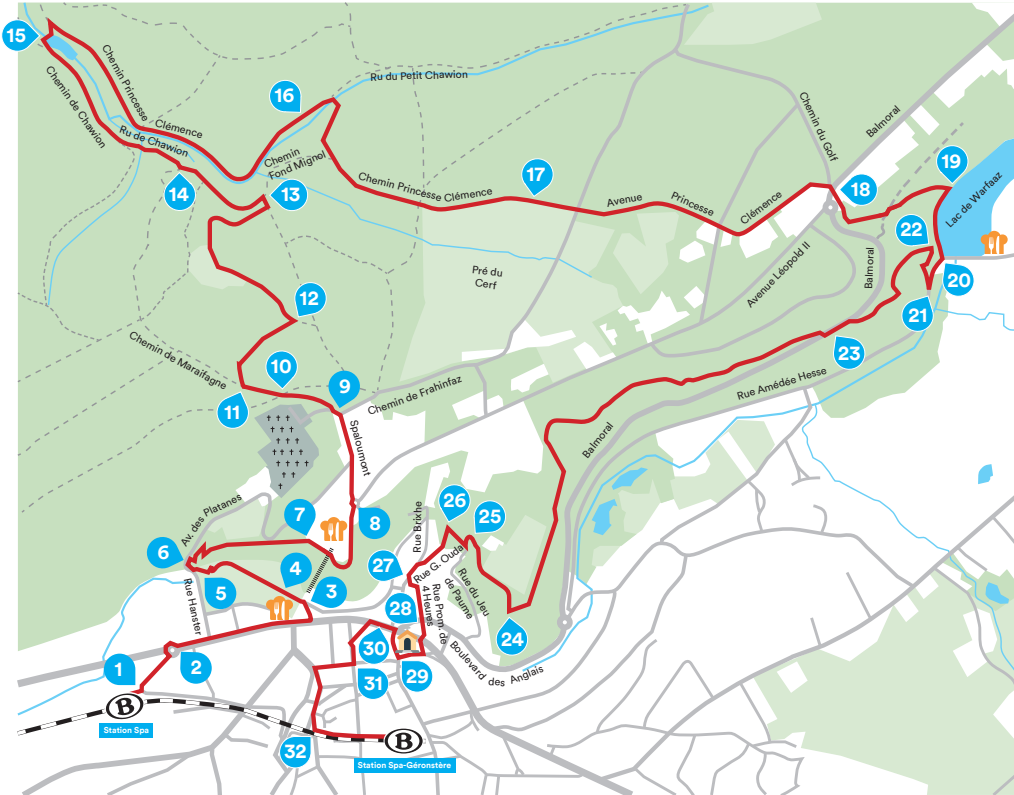 15
Chemin Princesse
Clémence
Chemin de Chawion
Ru de Chawion
14
16
Ru du Petit Chawion
Chemin
Fond Mignol
13
Chemin Princesse Clémence
17
Avenue
Princesse
Clémence
Chemin du Golf
Balmoral
18
19
Lac de Warfaaz
22
20
21
Avenue Léopold II
Balmoral
23
Pré du
Cerf
12
Chemin de Maraifagne
10
9
11
Chemin de Frahinfaz
Rue Amédée Hesse
Spaloumont
Balmoral
Av. des Platanes
7
8
Rue Brixhe
26
25
6
4
27
Rue G. Ouda
5
3
Rue du Jeu
de Paume
Rue Hanster
28
Rue Prom. de
4 Heures
24
1
2
30
29
31
Boulevard des Anglais
B
Station Spa
32
B
Station Spa-Géronstère